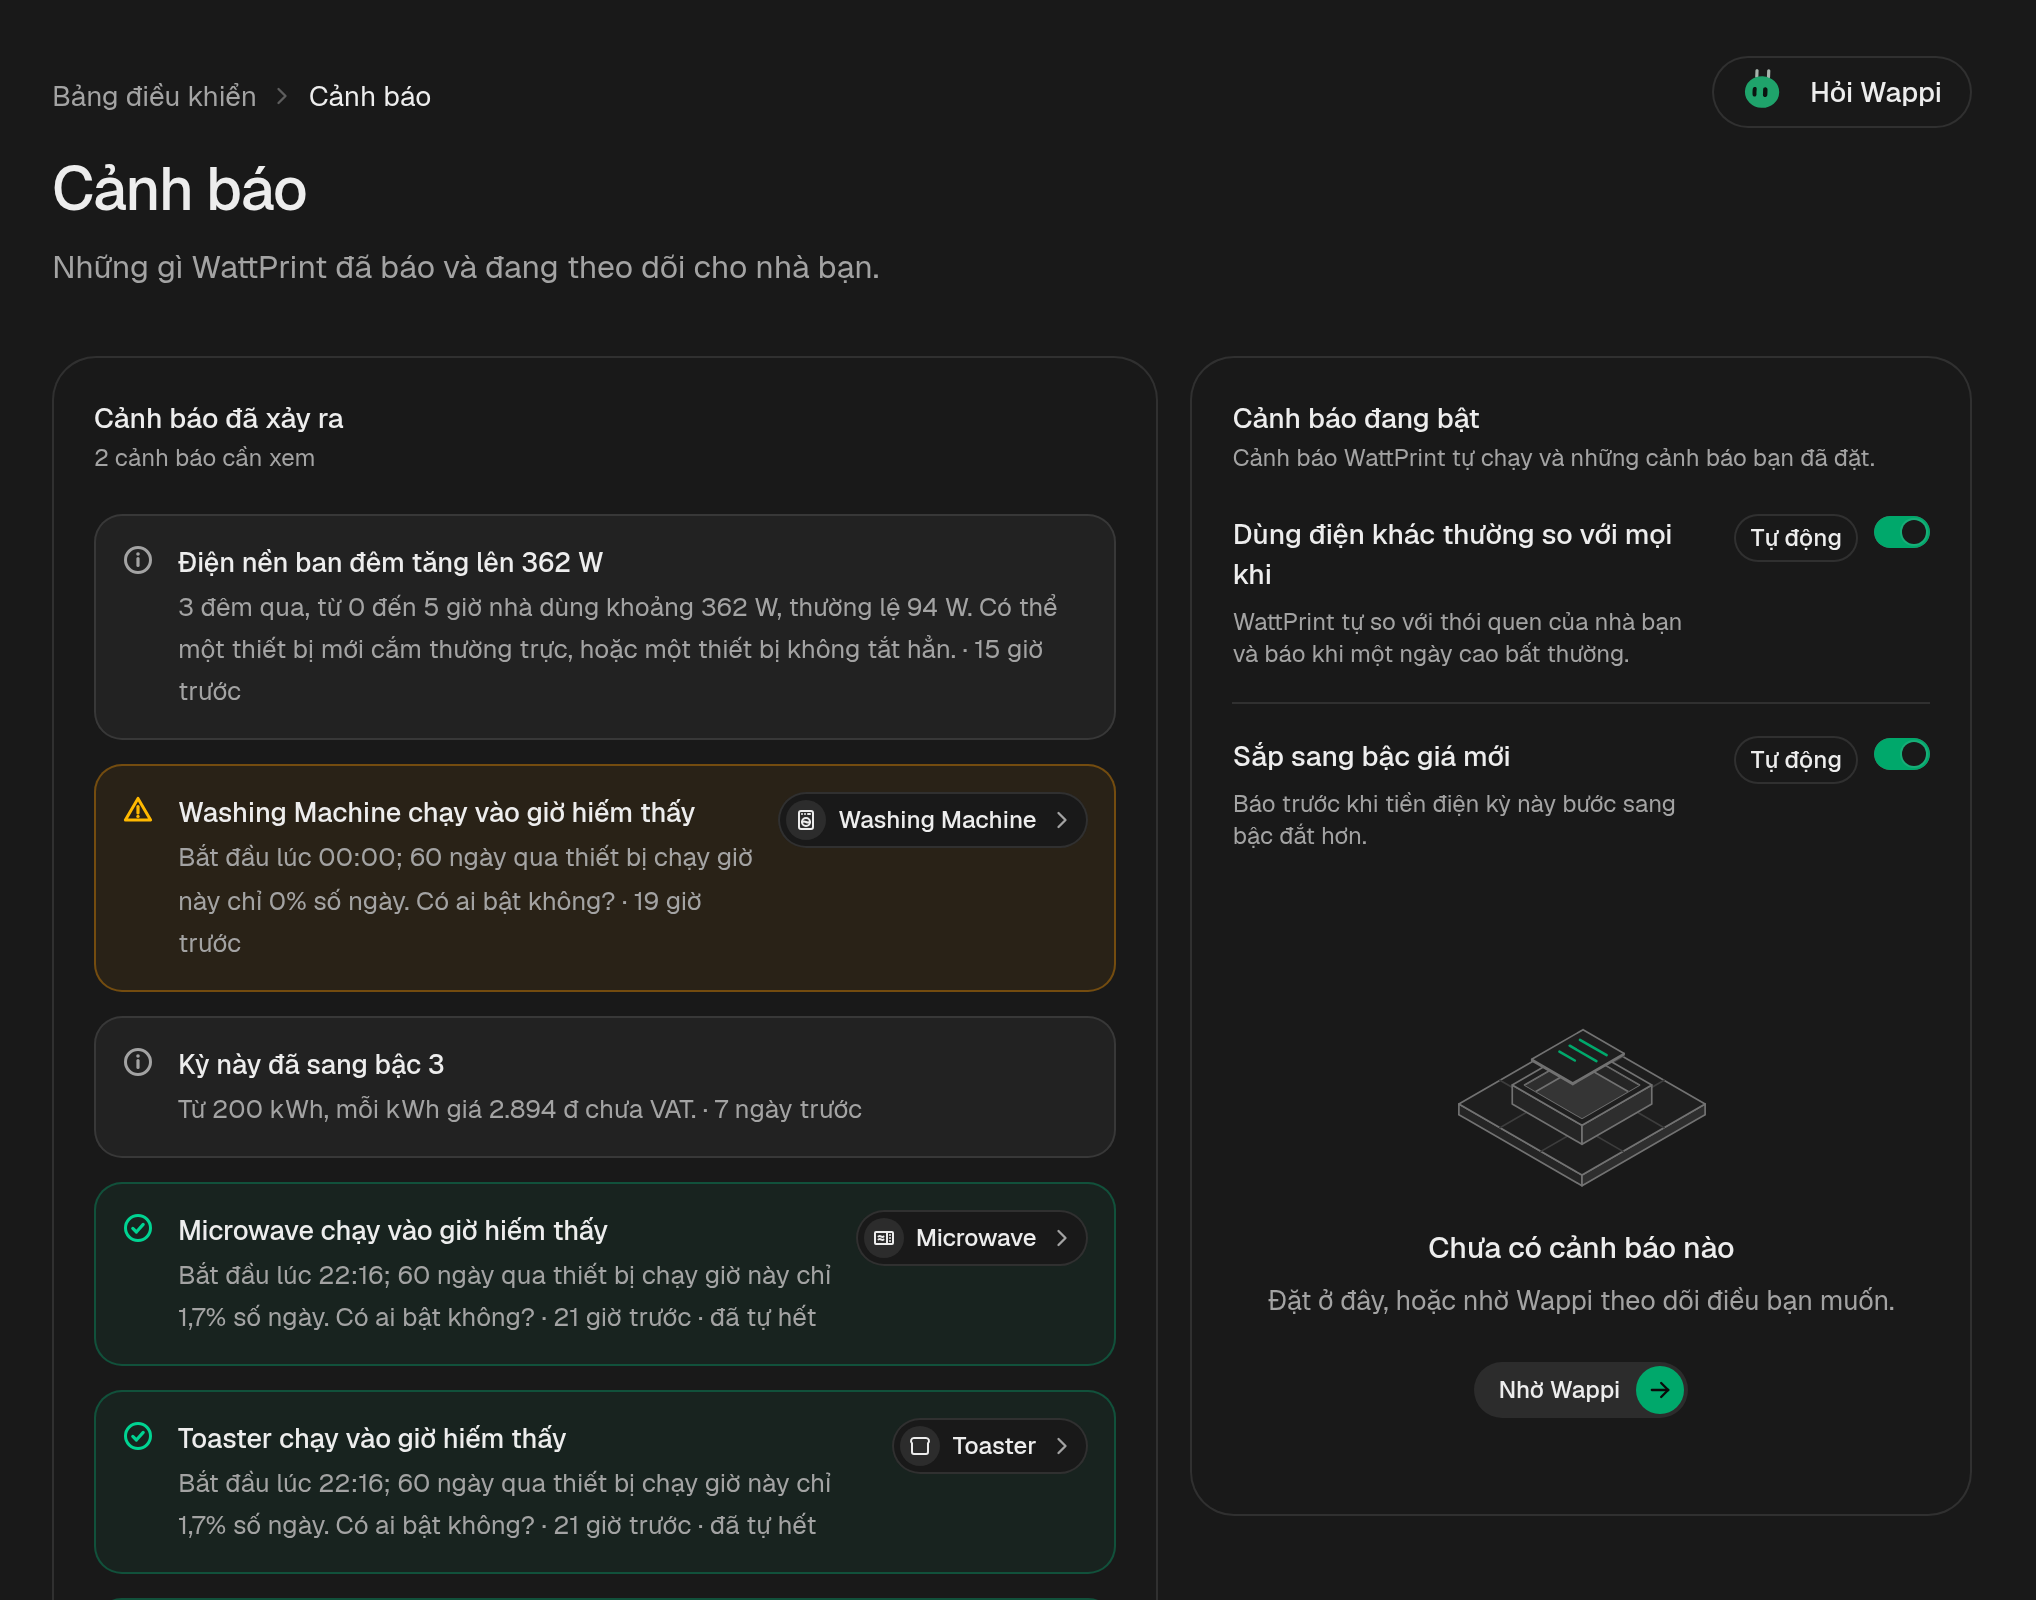 Bảng điều khiển > Cảnh báo
Hỏi Wappi
Cảnh báo
Những gì WattPrint đã báo và đang theo dõi cho nhà bạn.
Cảnh báo đã xảy ra
2 cảnh báo cần xem
Điện nền ban đêm tăng lên 362 W
3 đêm qua, từ 0 đến 5 giờ nhà dùng khoảng 362 W, thường lệ 94 W. Có thể
một thiết bị mới cắm thường trực, hoặc một thiết bị không tắt hẳn. · 15 giờ
trước
Washing Machine chạy vào giờ hiếm thấy
Washing Machine
Bắt đầu lúc 00:00; 60 ngày qua thiết bị chạy giờ
này chỉ 0% số ngày. Có ai bật không? · 19 giờ
trước
Kỳ này đã sang bậc 3
Từ 200 kWh, mỗi kWh giá 2.894 đ chưa VAT. · 7 ngày trước
Microwave chạy vào giờ hiếm thấy
Microwave
Bắt đầu lúc 22:16; 60 ngày qua thiết bị chạy giờ này chỉ
1,7% số ngày. Có ai bật không? · 21 giờ trước · đã tự hết
Toaster chạy vào giờ hiếm thấy
Toaster
Bắt đầu lúc 22:16; 60 ngày qua thiết bị chạy giờ này chỉ
1,7% số ngày. Có ai bật không? · 21 giờ trước · đã tự hết
Cảnh báo đang bật
Cảnh báo WattPrint tự chạy và những cảnh báo bạn đã đặt.
Dùng điện khác thường so với mọi
khi
Tự động
WattPrint tự so với thói quen của nhà bạn
và báo khi một ngày cao bất thường.
Sắp sang bậc giá mới
Tự động
Báo trước khi tiền điện kỳ này bước sang
bậc đắt hơn.
Chưa có cảnh báo nào
Đặt ở đây, hoặc nhờ Wappi theo dõi điều bạn muốn.
Nhờ Wappi